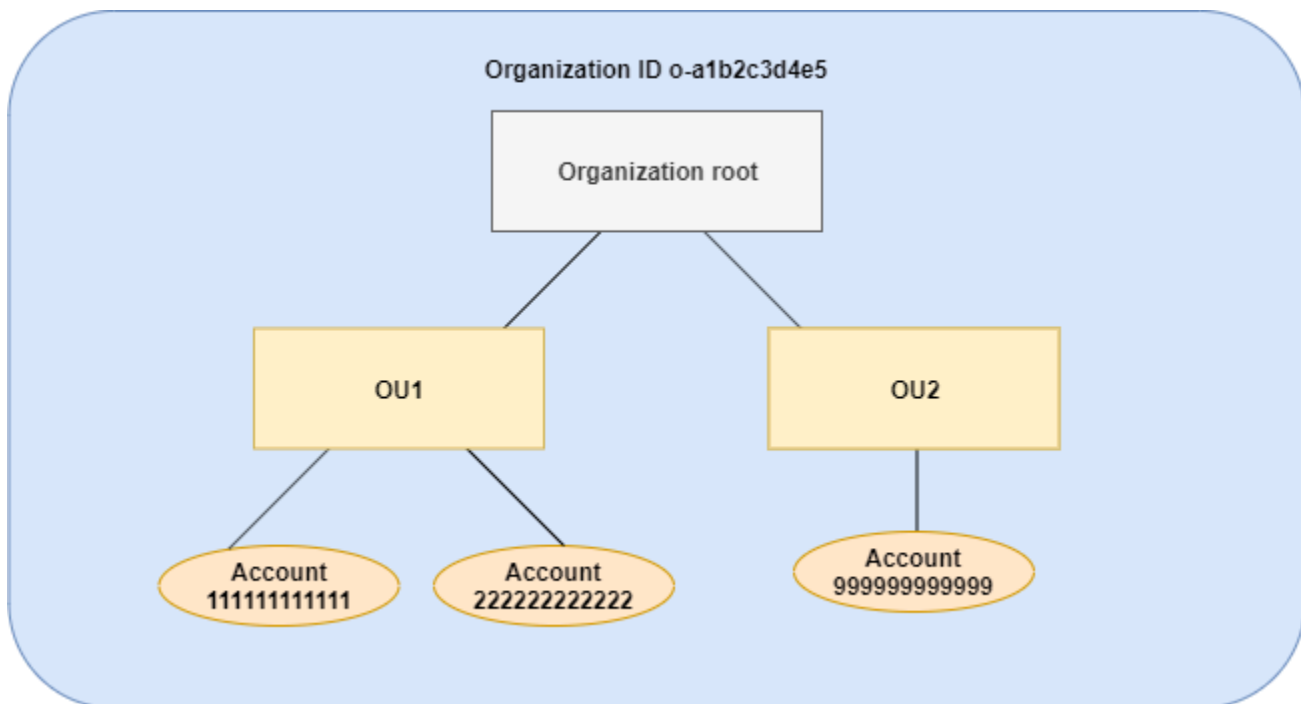 Organization ID o-a1b2c3d4e5
Organization root
OU1
OU2
Account
111111111111
Account
222222222222
Account
999999999999